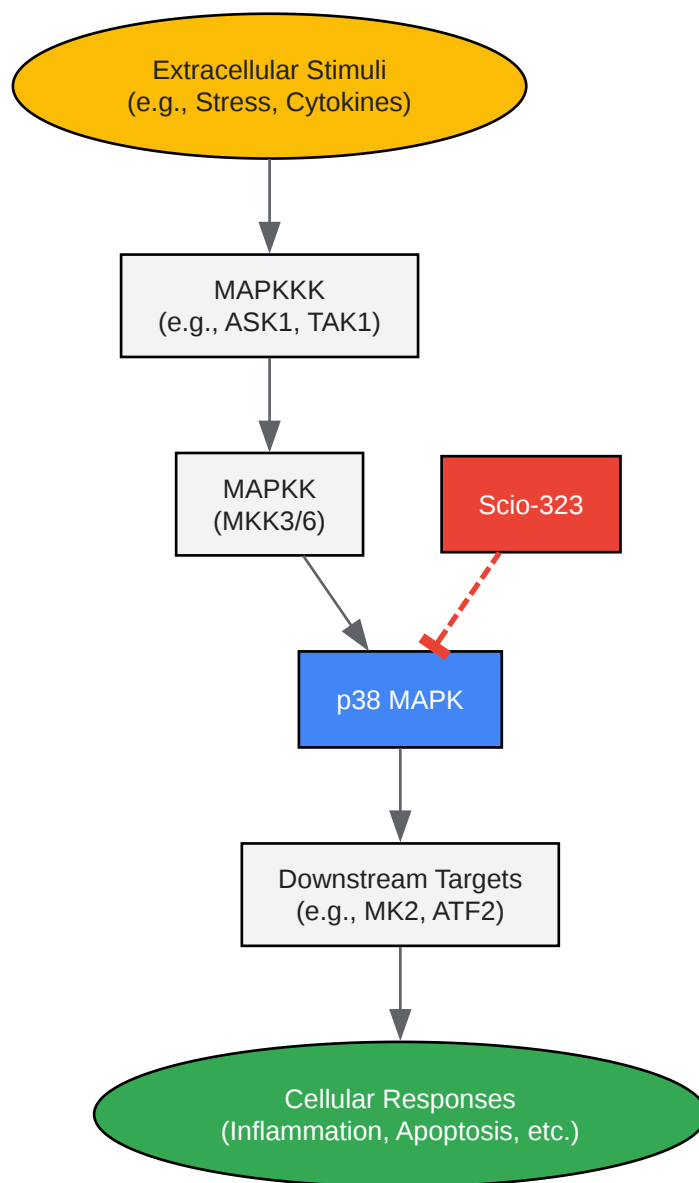 Extracellular Stimuli
(e.g., Stress, Cytokines)
MAPKKK
(e.g., ASK1, TAK1)
MAPKK
(MKK3/6)
Scio-323
p38 MAPK
Downstream Targets
(e.g., MK2, ATF2)
Cellular Responses
(Inflammation, Apoptosis, etc.)